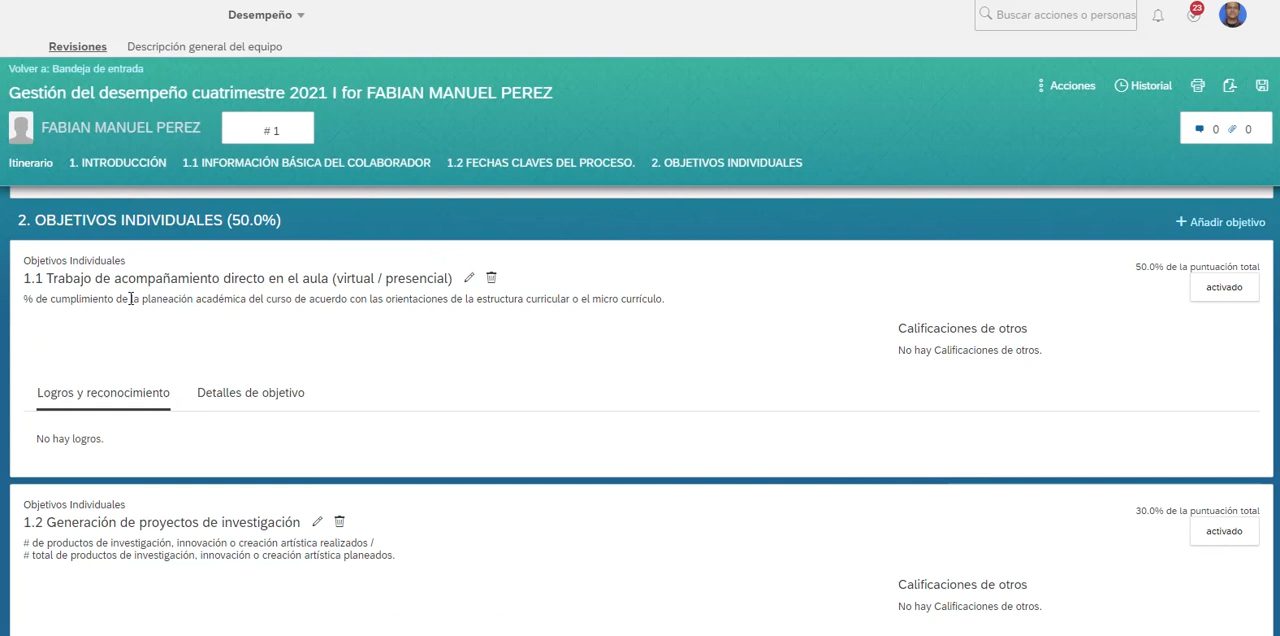 Desempeño
Buscar acciones o personas
23
Revisiones
Descripción general del equipo
Volver a: Bandeja de entrada
Gestión del desempeño cuatrimestre 2021 I for FABIAN MANUEL PEREZ
Acciones
Historial
FABIAN MANUEL PEREZ
# 1
0
0
Itinerario
1. INTRODUCCIÓN
1.1 INFORMACIÓN BÁSICA DEL COLABORADOR
1.2 FECHAS CLAVES DEL PROCESO.
2. OBJETIVOS INDIVIDUALES
2. OBJETIVOS INDIVIDUALES (50.0%)
+ Añadir objetivo
Objetivos Individuales
1.1 Trabajo de acompañamiento directo en el aula (virtual / presencial)
50.0% de la puntuación total
activado
% de cumplimiento de la planeación académica del curso de acuerdo con las orientaciones de la estructura curricular o el micro currículo.
Calificaciones de otros
No hay Calificaciones de otros.
Logros y reconocimiento
Detalles de objetivo
No hay logros.
Objetivos Individuales
1.2 Generación de proyectos de investigación
30.0% de la puntuación total
activado
# de productos de investigación, innovación o creación artística realizados /
# total de productos de investigación, innovación o creación artística planeados.
Calificaciones de otros
No hay Calificaciones de otros.